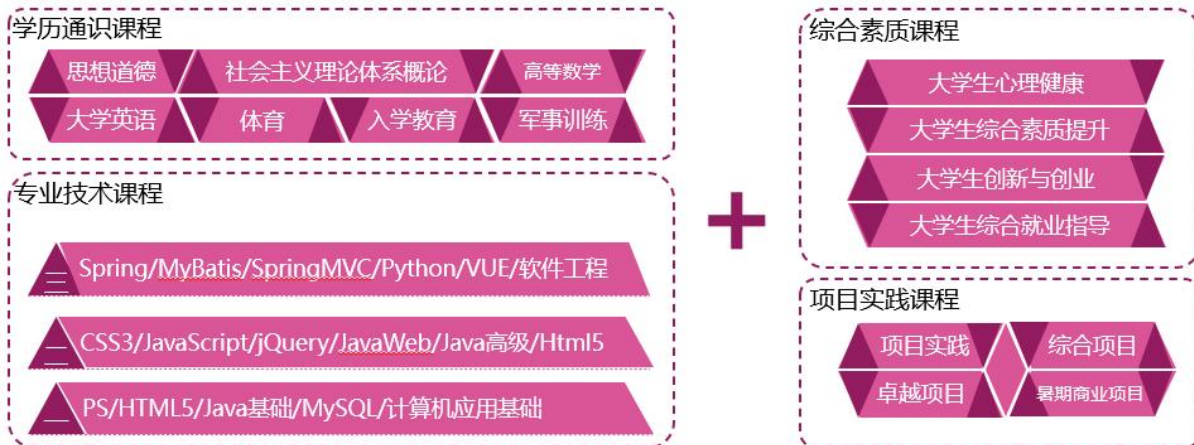 学历通识课程
思想道德 社会主义理论体系概论 高等数学
大学英语 体育 入学教育 军事训练
专业技术课程
三 Spring/MyBatis/SpringMVC/Python/VUE/软件工程
二 CSS3/JavaScript/jQuery/JavaWeb/Java高级/Html5
一 PS/HTML5/Java基础/MySQL/计算机应用基础
+
综合素质课程
大学生心理健康
大学生综合素质提升
大学生创新与创业
大学生综合就业指导
项目实践课程
项目实践 综合项目
卓越项目 暑期商业项目